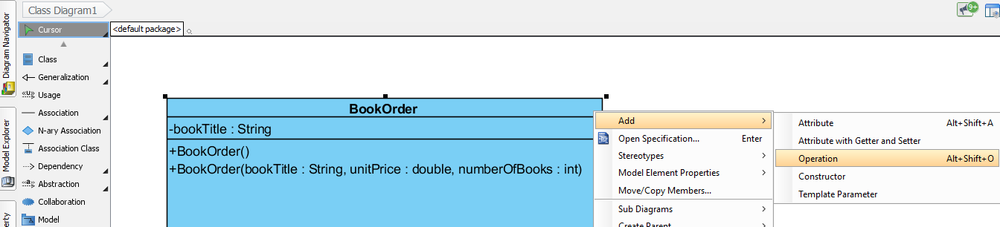 Class Diagram1
9+
Diagram Navigator
Model Explorer
perty
Cursor
Class
Generalization
Usage
Association
N-ary Association
Association Class
Dependency
Abstraction
Collaboration
Model
<default package>
BookOrder
-bookTitle : String
+BookOrder()
+BookOrder(bookTitle : String, unitPrice : double, numberOfBooks : int)
Add
Open Specification... Enter
Stereotypes
Model Element Properties
Move/Copy Members...
Sub Diagrams
Create Parent
Attribute Alt+Shift+A
Attribute with Getter and Setter
Operation Alt+Shift+O
Constructor
Template Parameter